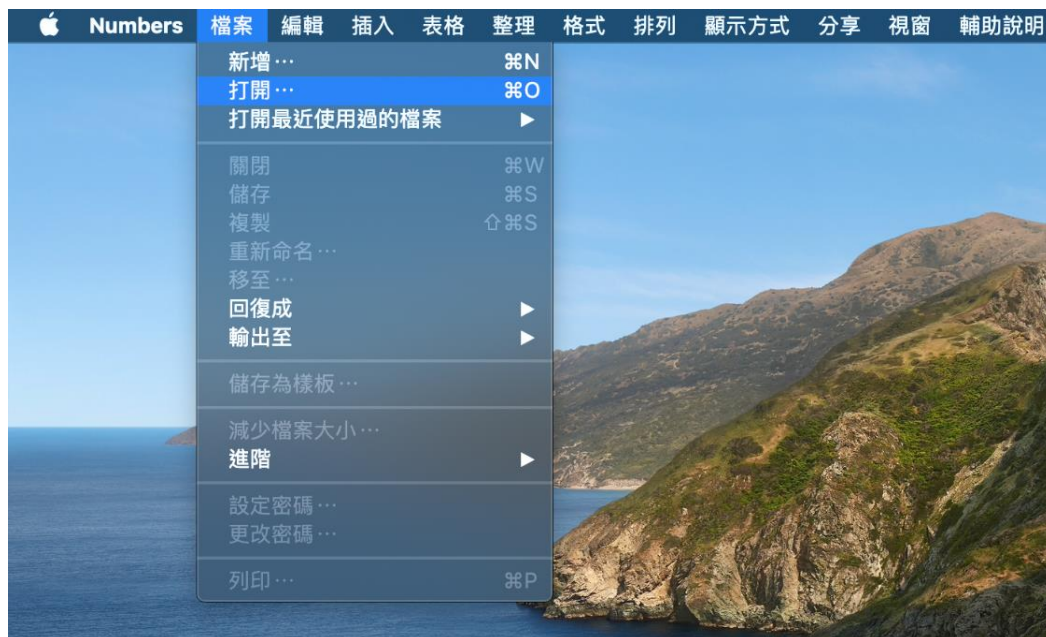 Numbers 檔案 編輯 插入 表格 整理 格式 排列 顯示方式 分享 視窗 輔助說明
新增⋯ ⌘N
打開⋯ ⌘O
打開最近使用過的檔案 ▶
關閉 ⌘W
儲存 ⌘S
複製 ⇧⌘S
重新命名⋯
移至⋯
回復成 ▶
輸出至 ▶
儲存為樣板⋯
減少檔案大小⋯
進階 ▶
設定密碼⋯
更改密碼⋯
列印⋯ ⌘P